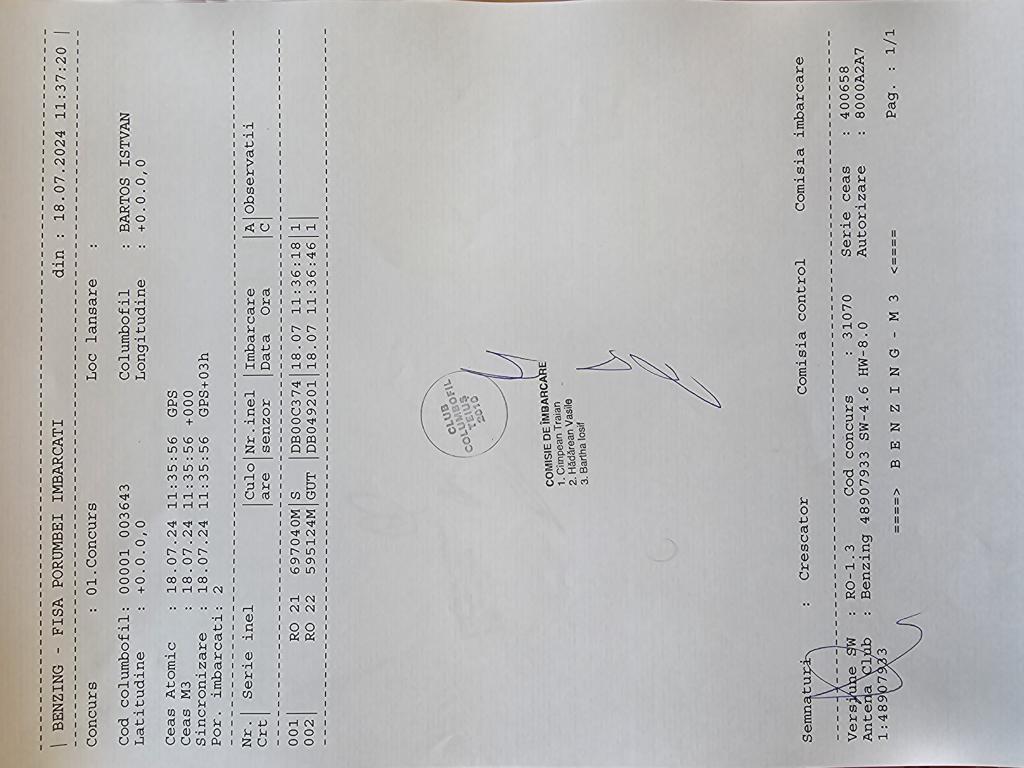 | BENZING - FISA PORUMBEI IMBARCATI din : 18.07.2024 11:37:20 |
Concurs : 01.Concurs Loc lansare :
Cod columbofil: 00001 003643 Columbofil : BARTOS ISTVAN
Latitudine : +0.0.0,0 Longitudine : +0.0.0,0
Ceas Atomic : 18.07.24 11:35:56 GPS
Ceas M3 : 18.07.24 11:35:56 +000
Sincronizare : 18.07.24 11:35:56 GPS+03h
Por. imbarcati: 2
Nr.| Serie inel |Culo|Nr.inel |Imbarcare |A|Observatii
Crt| |are |senzor |Data Ora |C|
001| RO 21 697040M|S |DB00C374|18.07 11:36:18|1|
002| RO 22 595124M|GUT |DB049201|18.07 11:36:46|1|
CLUB
COLUMBOFIL
TEIUS
2010
COMISIE DE ÎMBARCARE
1. Cîmpean Traian
2. Hădărean Vasile
3. Bartha Iosif
Semnaturi : Crescator Comisia control Comisia imbarcare
Versiune SW : RO-1.3 Cod concurs : 31070 Serie ceas : 400658
Antena club : Benzing 48907933 SW-4.6 HW-8.0 Autorizare : 8000A2A7
1:48907933
====> B E N Z I N G - M 3 <==== Pag. : 1/1